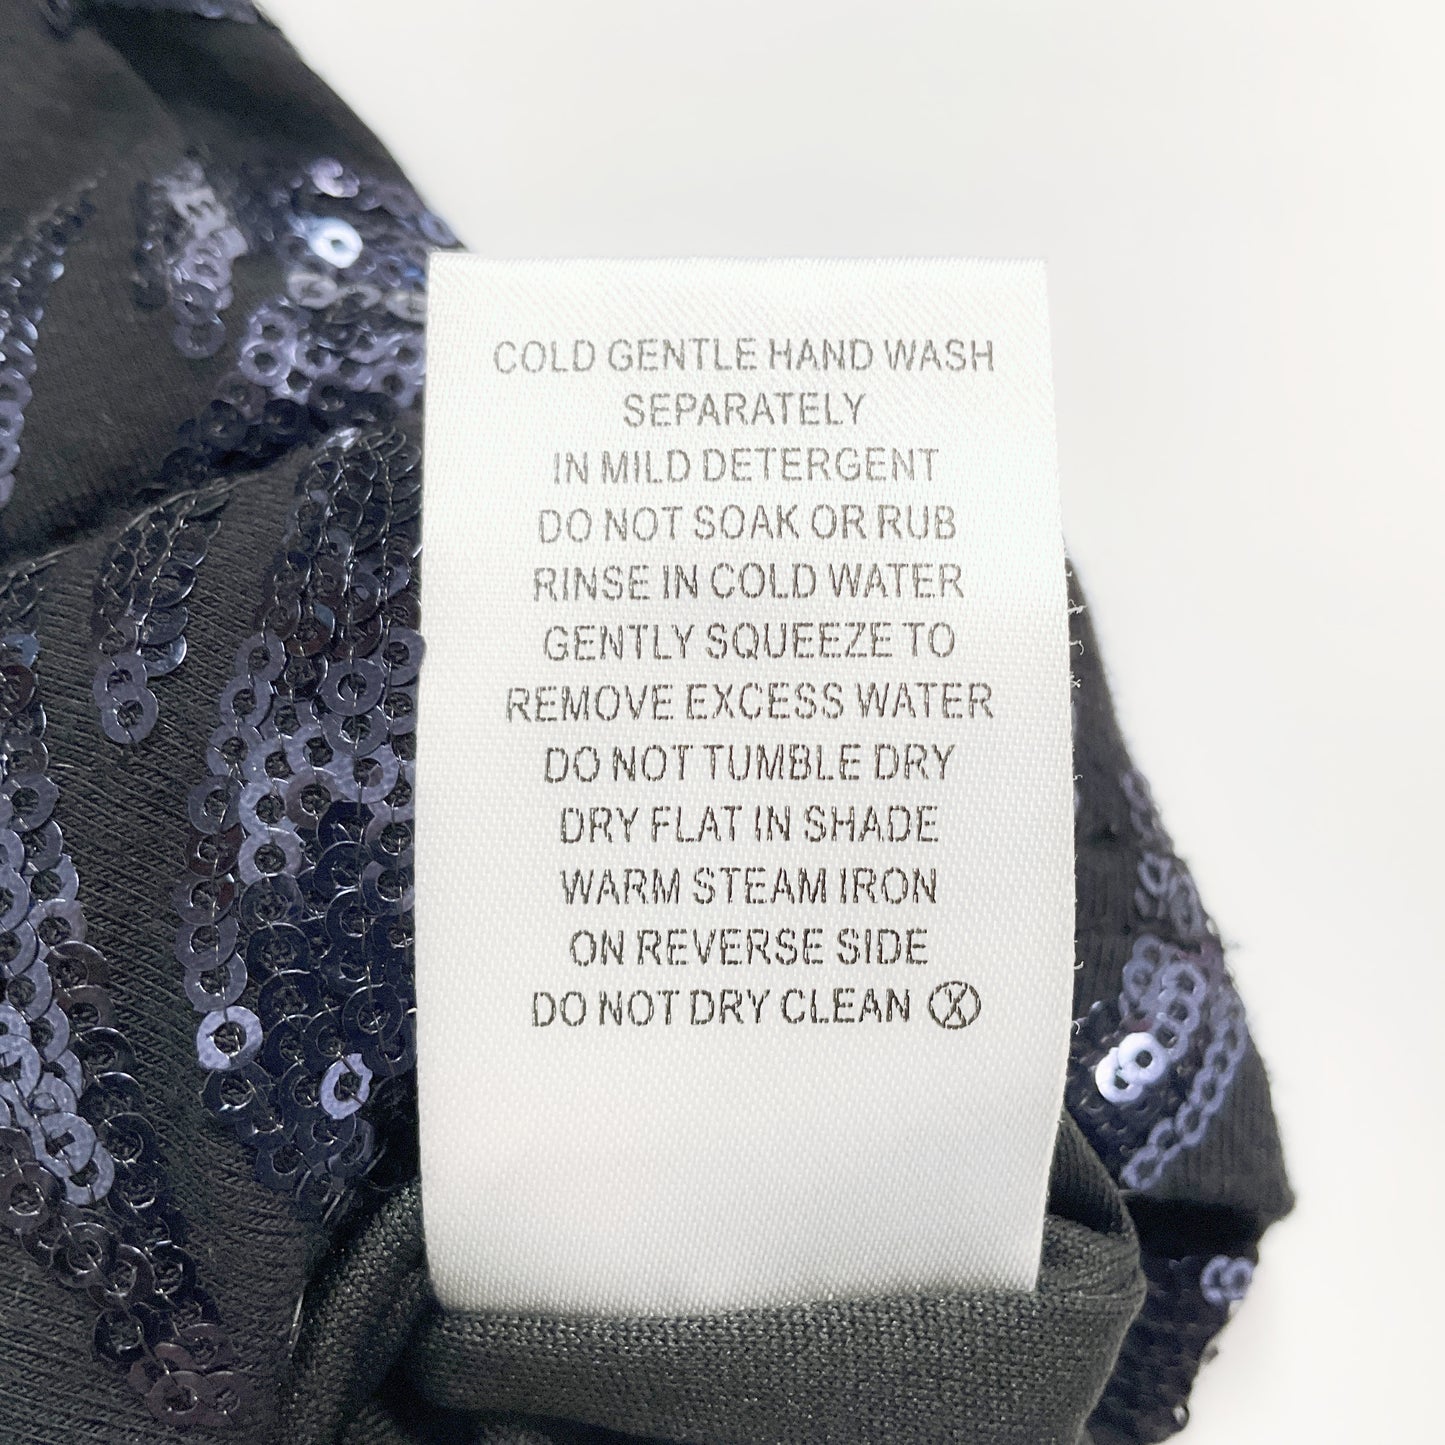 COLD GENTLE HAND WASH
SEPARATELY
IN MILD DETERGENT
DO NOT SOAK OR RUB
RINSE IN COLD WATER
GENTLY SQUEEZE TO
REMOVE EXCESS WATER
DO NOT TUMBLE DRY
DRY FLAT IN SHADE
WARM STEAM IRON
ON REVERSE SIDE
DO NOT DRY CLEAN